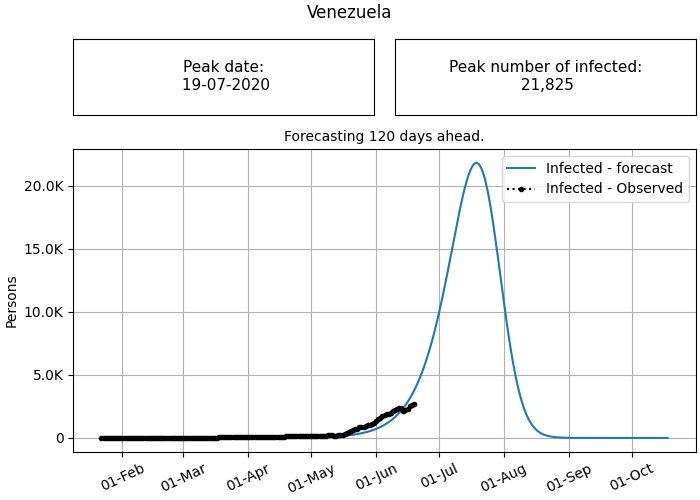 Venezuela
Peak date:
19-07-2020
Peak number of infected:
21,825
Forecasting 120 days ahead.
Infected - forecast
Infected - Observed
20.0K
15.0K
10.0K
5.0K
0
Persons
01-Feb
01-Mar
01-Apr
01-May
01-Jun
01-Jul
01-Aug
01-Sep
01-Oct